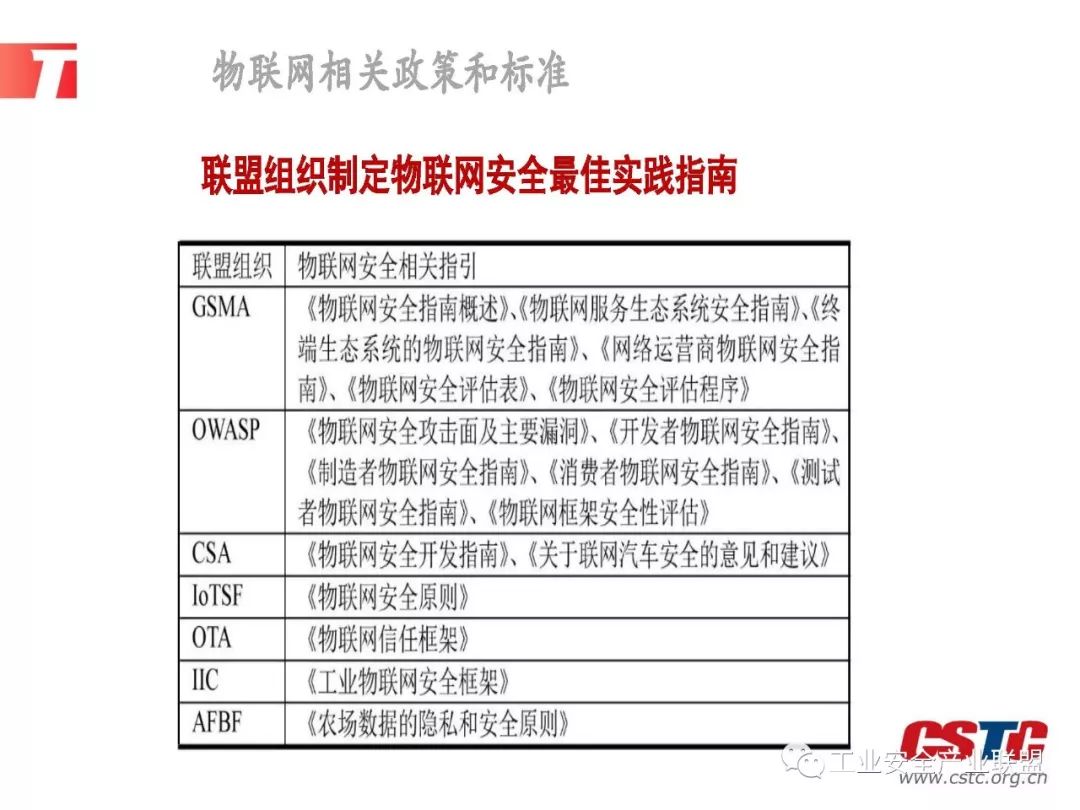 T
物联网相关政策和标准
联盟组织制定物联网安全最佳实践指南
联盟组织 物联网安全相关指引
GSMA 《物联网安全指南概述》、《物联网服务生态系统安全指南》、《终
端生态系统的物联网安全指南》、《网络运营商物联网安全指
南》、《物联网安全评估表》、《物联网安全评估程序》
OWASP 《物联网安全攻击面及主要漏洞》、《开发者物联网安全指南》、
《制造者物联网安全指南》、《消费者物联网安全指南》、《测试
者物联网安全指南》、《物联网框架安全性评估》
CSA 《物联网安全开发指南》、《关于联网汽车安全的意见和建议》
IoTSF 《物联网安全原则》
OTA 《物联网信任框架》
IIC 《工业物联网安全框架》
AFBF 《农场数据的隐私和安全原则》
CSTC
工业安全产业联盟
www.cstc.org.cn